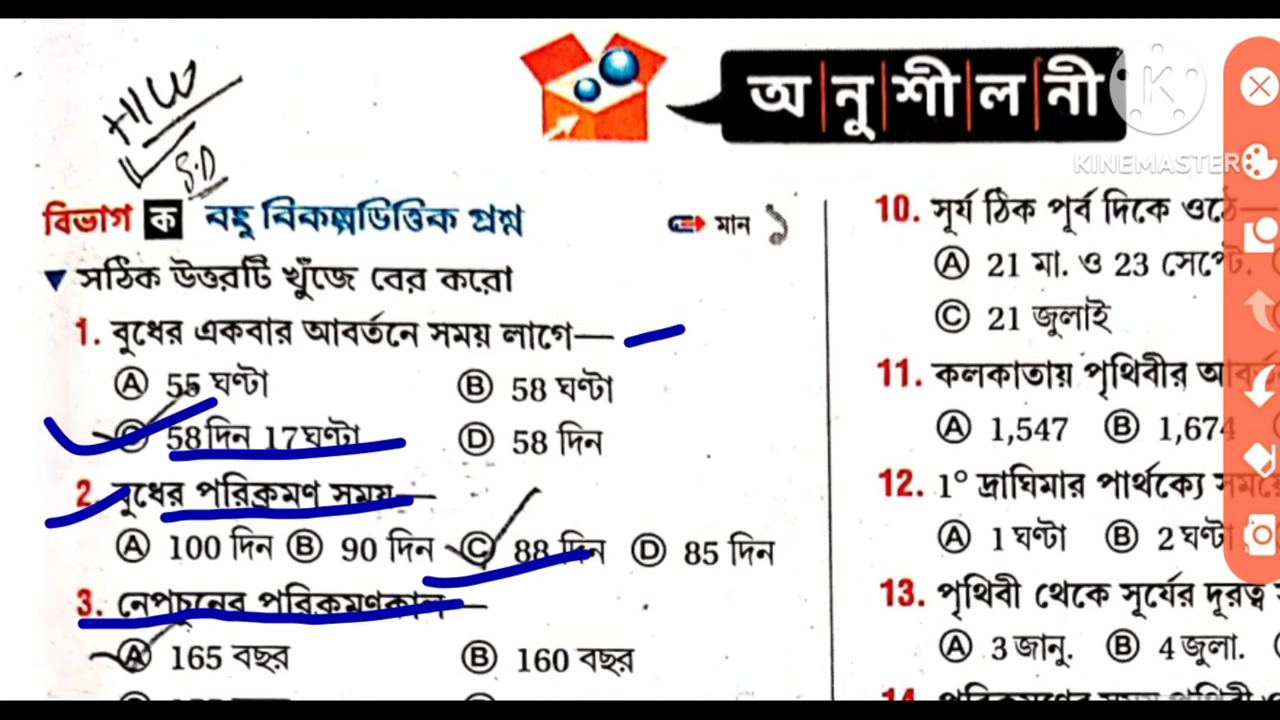 H/W
S.D
অনুশীলনী
KINEMASTER
বিভাগ ক বহু বিকল্পভিত্তিক প্রশ্ন মান ১
সঠিক উত্তরটি খুঁজে বের করো
1. বুধের একবার আবর্তনে সময় লাগে—
A 55 ঘণ্টা B 58 ঘণ্টা
C 58 দিন 17 ঘণ্টা D 58 দিন
2. বুধের পরিক্রমণ সময়—
A 100 দিন B 90 দিন C 88 দিন D 85 দিন
3. নেপচুনের পরিক্রমণকাল—
A 165 বছর B 160 বছর
10. সূর্য ঠিক পূর্ব দিকে ওঠে—
A 21 মা. ও 23 সেপ্টে.
C 21 জুলাই
11. কলকাতায় পৃথিবীর
A 1,547 B 1,674
12. 1° দ্রাঘিমার পার্থক্যে
A 1 ঘণ্টা B 2 ঘণ্টা
13. পৃথিবী থেকে সূর্যের দূরত্ব
A 3 জানু. B 4 জুলা.
14. পরিক্রমণের সময় পৃথিবী